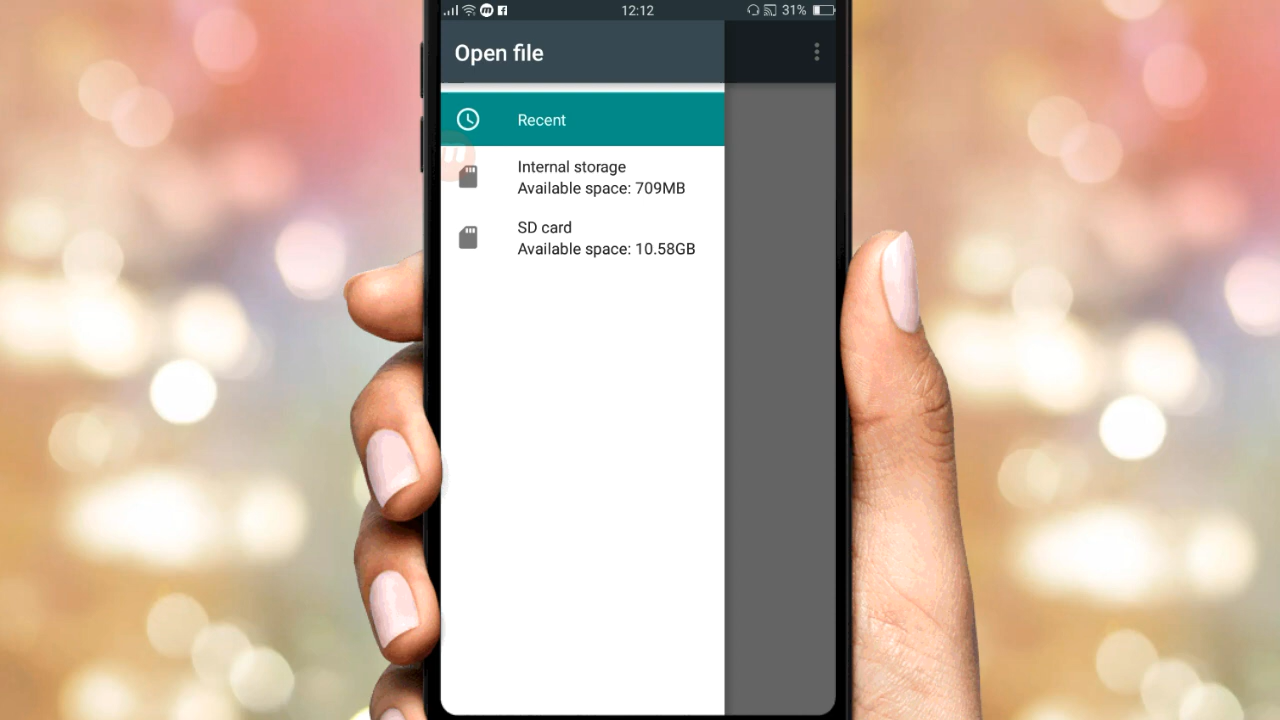 12:12
31%
Open file
Recent
Internal storage
Available space: 709MB
SD card
Available space: 10.58GB